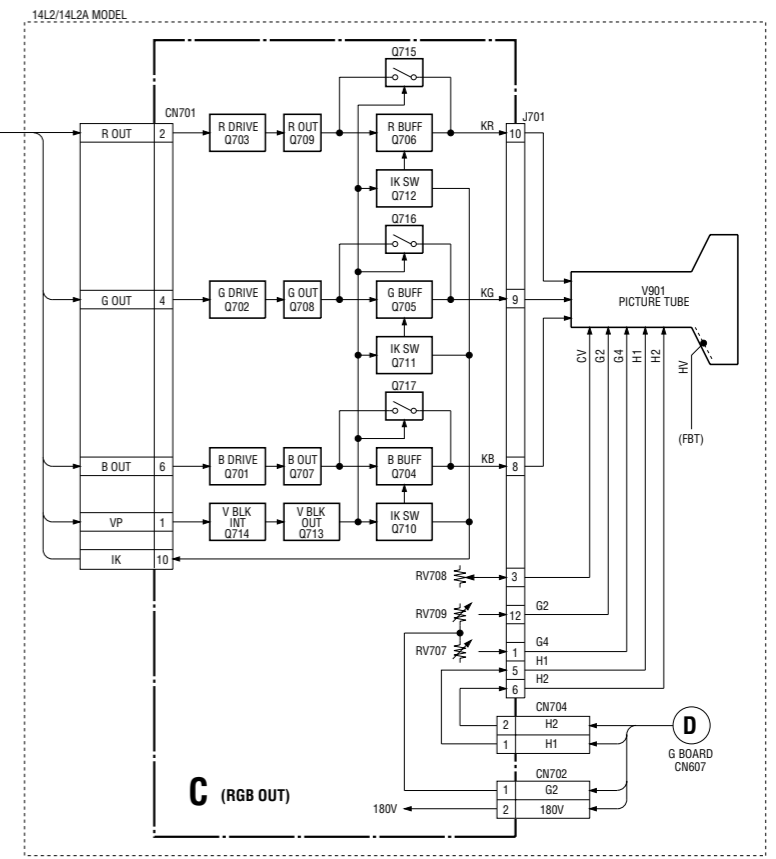 14L2/14L2A MODEL
Q715
CN701
J701
R OUT 2
R DRIVE
Q703
R OUT
Q709
R BUFF
Q706
KR
10
IK SW
Q712
Q716
V901
PICTURE TUBE
G OUT 4
G DRIVE
Q702
G OUT
Q708
G BUFF
Q705
KG
9
CV
G2
G4
H1
H2
HV
IK SW
Q711
(FBT)
Q717
B OUT 6
B DRIVE
Q701
B OUT
Q707
B BUFF
Q704
KB
8
VP 1
V BLK
INT
Q714
V BLK
OUT
Q713
IK SW
Q710
IK 10
RV708
3
RV709
12
G2
RV707
1
G4
5
H1
6
H2
CN704
2 H2
1 H1
D
G BOARD
CN607
CN702
1 G2
2 180V
180V
C (RGB OUT)